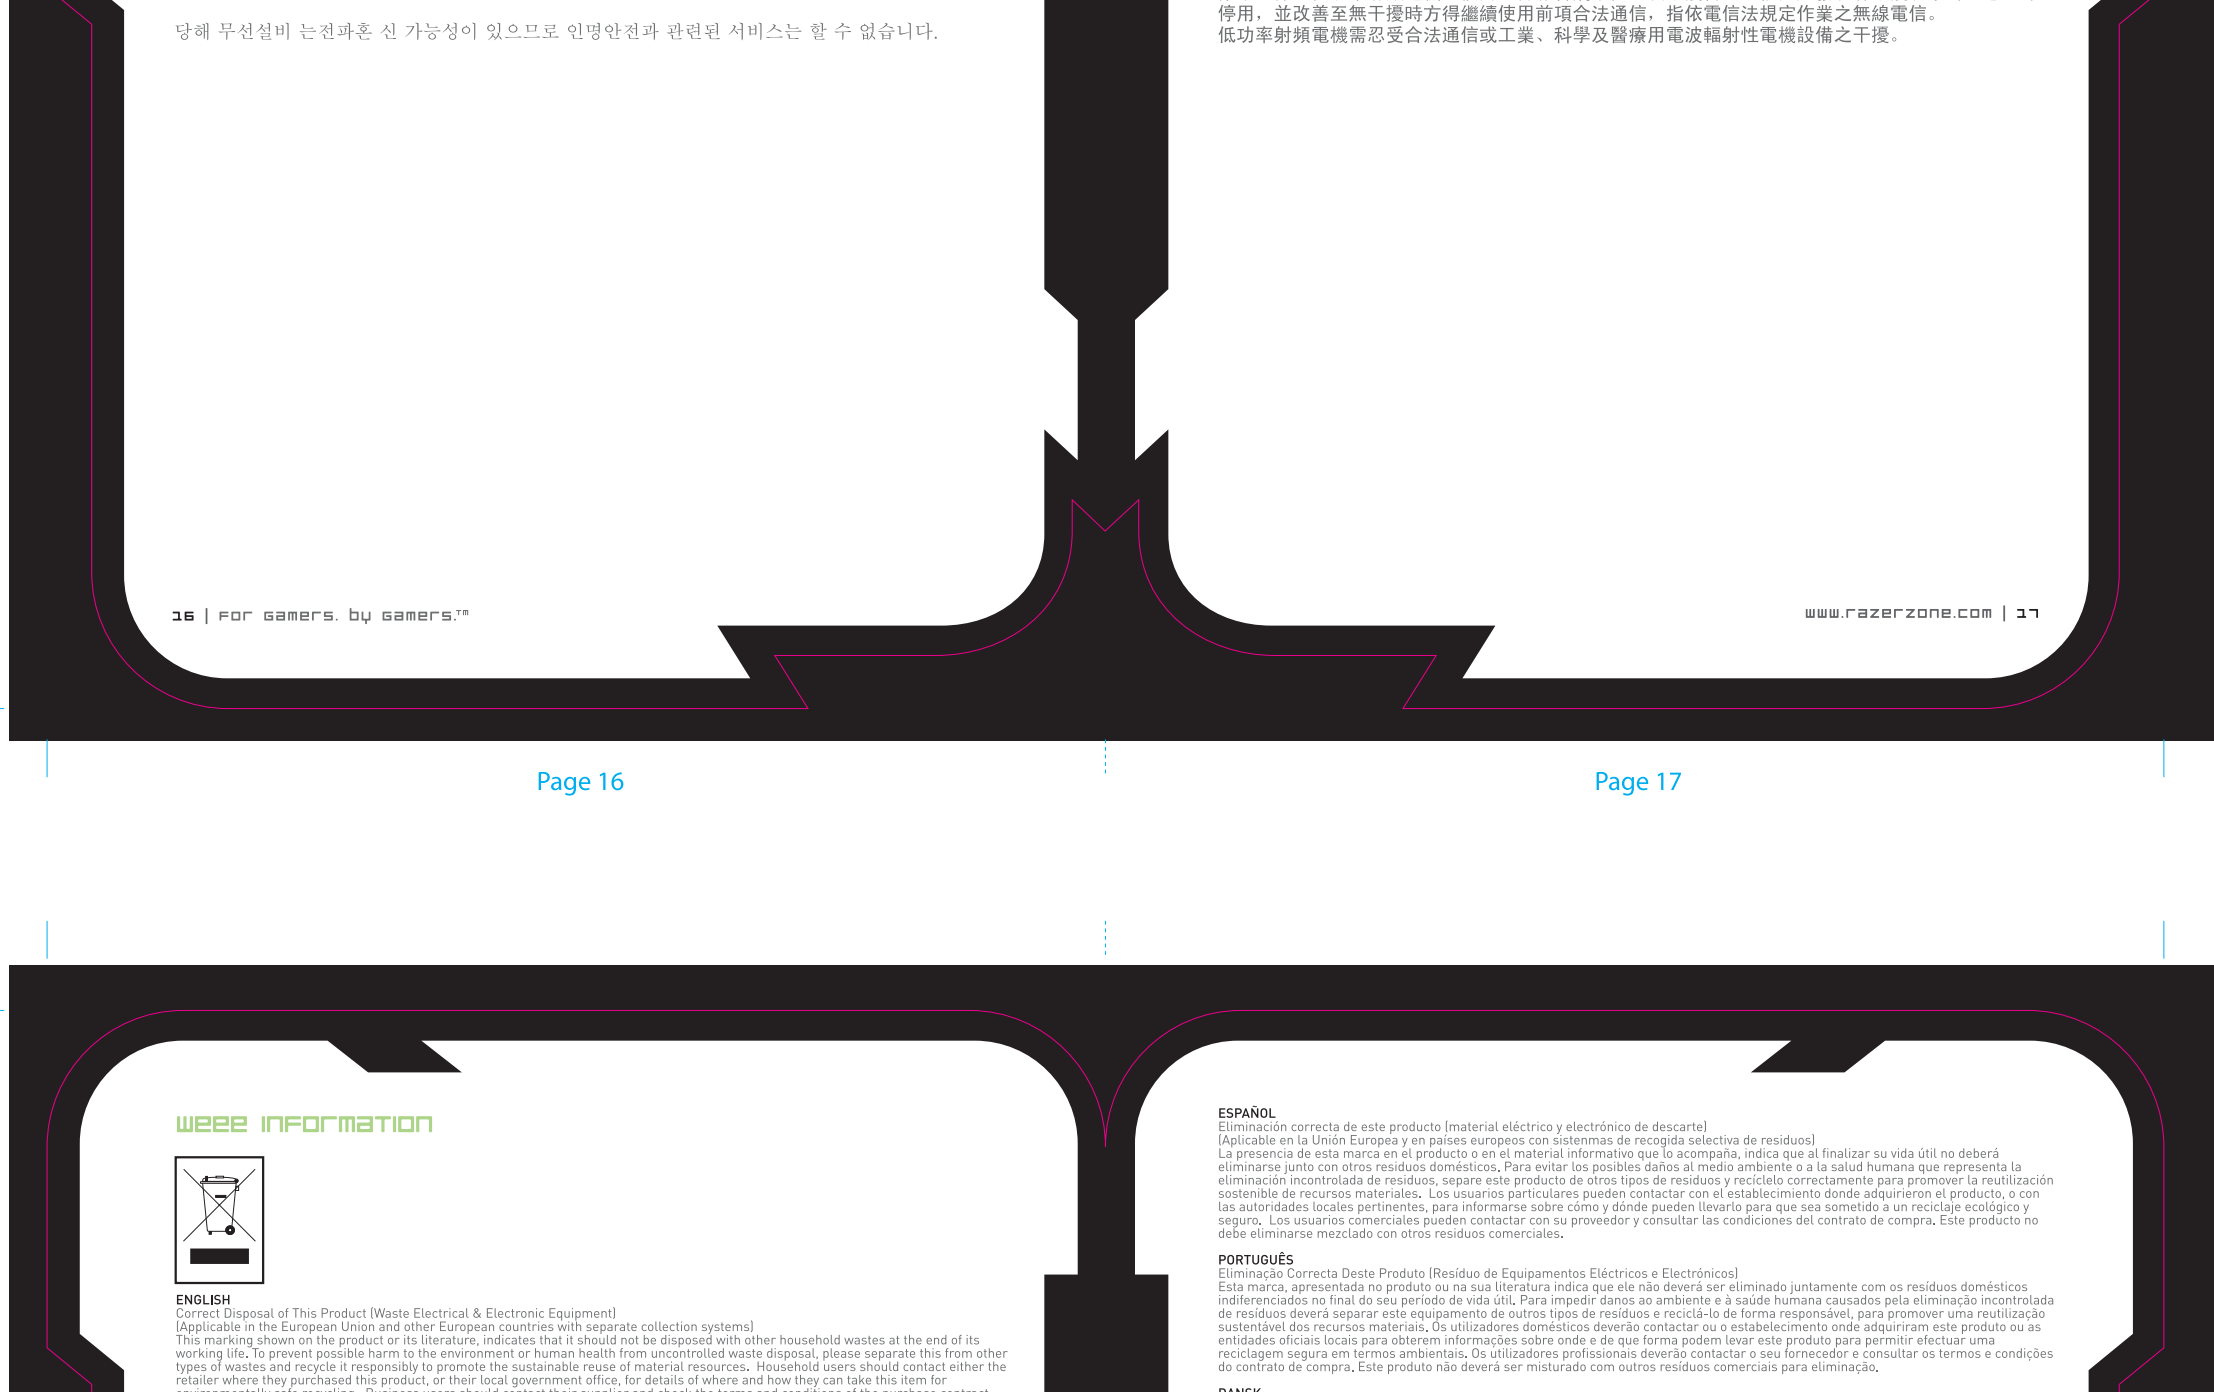 당해 무선설비 는전파혼 신 가능성이 있으므로 인명안전과 관련된 서비스는 할 수 없습니다.
停用，並改善至無干擾時方得繼續使用前項合法通信，指依電信法規定作業之無線電信。
低功率射頻電機需忍受合法通信或工業、科學及醫療用電波輻射性電機設備之干擾。
16 | For Gamers. By Gamers.™
www.razerzone.com | 17
Page 16
Page 17
WEEE INFORMATION
ENGLISH
Correct Disposal of This Product (Waste Electrical & Electronic Equipment)
(Applicable in the European Union and other European countries with separate collection systems)
This marking shown on the product or its literature, indicates that it should not be disposed with other household wastes at the end of its
working life. To prevent possible harm to the environment or human health from uncontrolled waste disposal, please separate this from other
types of wastes and recycle it responsibly to promote the sustainable reuse of material resources.  Household users should contact either the
retailer where they purchased this product, or their local government office, for details of where and how they can take this item for
environmentally safe recycling.  Business users should contact their supplier and check the terms and conditions of the purchase contract.
ESPAÑOL
Eliminación correcta de este producto (material eléctrico y electrónico de descarte)
(Aplicable en la Unión Europea y en países europeos con sistenmas de recogida selectiva de residuos)
La presencia de esta marca en el producto o en el material informativo que lo acompaña, indica que al finalizar su vida útil no deberá
eliminarse junto con otros residuos domésticos. Para evitar los posibles daños al medio ambiente o a la salud humana que representa la
eliminación incontrolada de residuos, separe este producto de otros tipos de residuos y recíclelo correctamente para promover la reutilización
sostenible de recursos materiales.  Los usuarios particulares pueden contactar con el establecimiento donde adquirieron el producto, o con
las autoridades locales pertinentes, para informarse sobre cómo y dónde pueden llevarlo para que sea sometido a un reciclaje ecológico y
seguro.  Los usuarios comerciales pueden contactar con su proveedor y consultar las condiciones del contrato de compra. Este producto no
debe eliminarse mezclado con otros residuos comerciales.
PORTUGUÊS
Eliminação Correcta Deste Produto (Resíduo de Equipamentos Eléctricos e Electrónicos)
Esta marca, apresentada no produto ou na sua literatura indica que ele não deverá ser eliminado juntamente com os resíduos domésticos
indiferenciados no final do seu período de vida útil. Para impedir danos ao ambiente e à saúde humana causados pela eliminação incontrolada
de resíduos deverá separar este equipamento de outros tipos de resíduos e reciclá-lo de forma responsável, para promover uma reutilização
sustentável dos recursos materiais. Os utilizadores domésticos deverão contactar ou o estabelecimento onde adquiriram este produto ou as
entidades oficiais locais para obterem informações sobre onde e de que forma podem levar este produto para permitir efectuar uma
reciclagem segura em termos ambientais. Os utilizadores profissionais deverão contactar o seu fornecedor e consultar os termos e condições
do contrato de compra. Este produto não deverá ser misturado com outros resíduos comerciais para eliminação.
DANSK